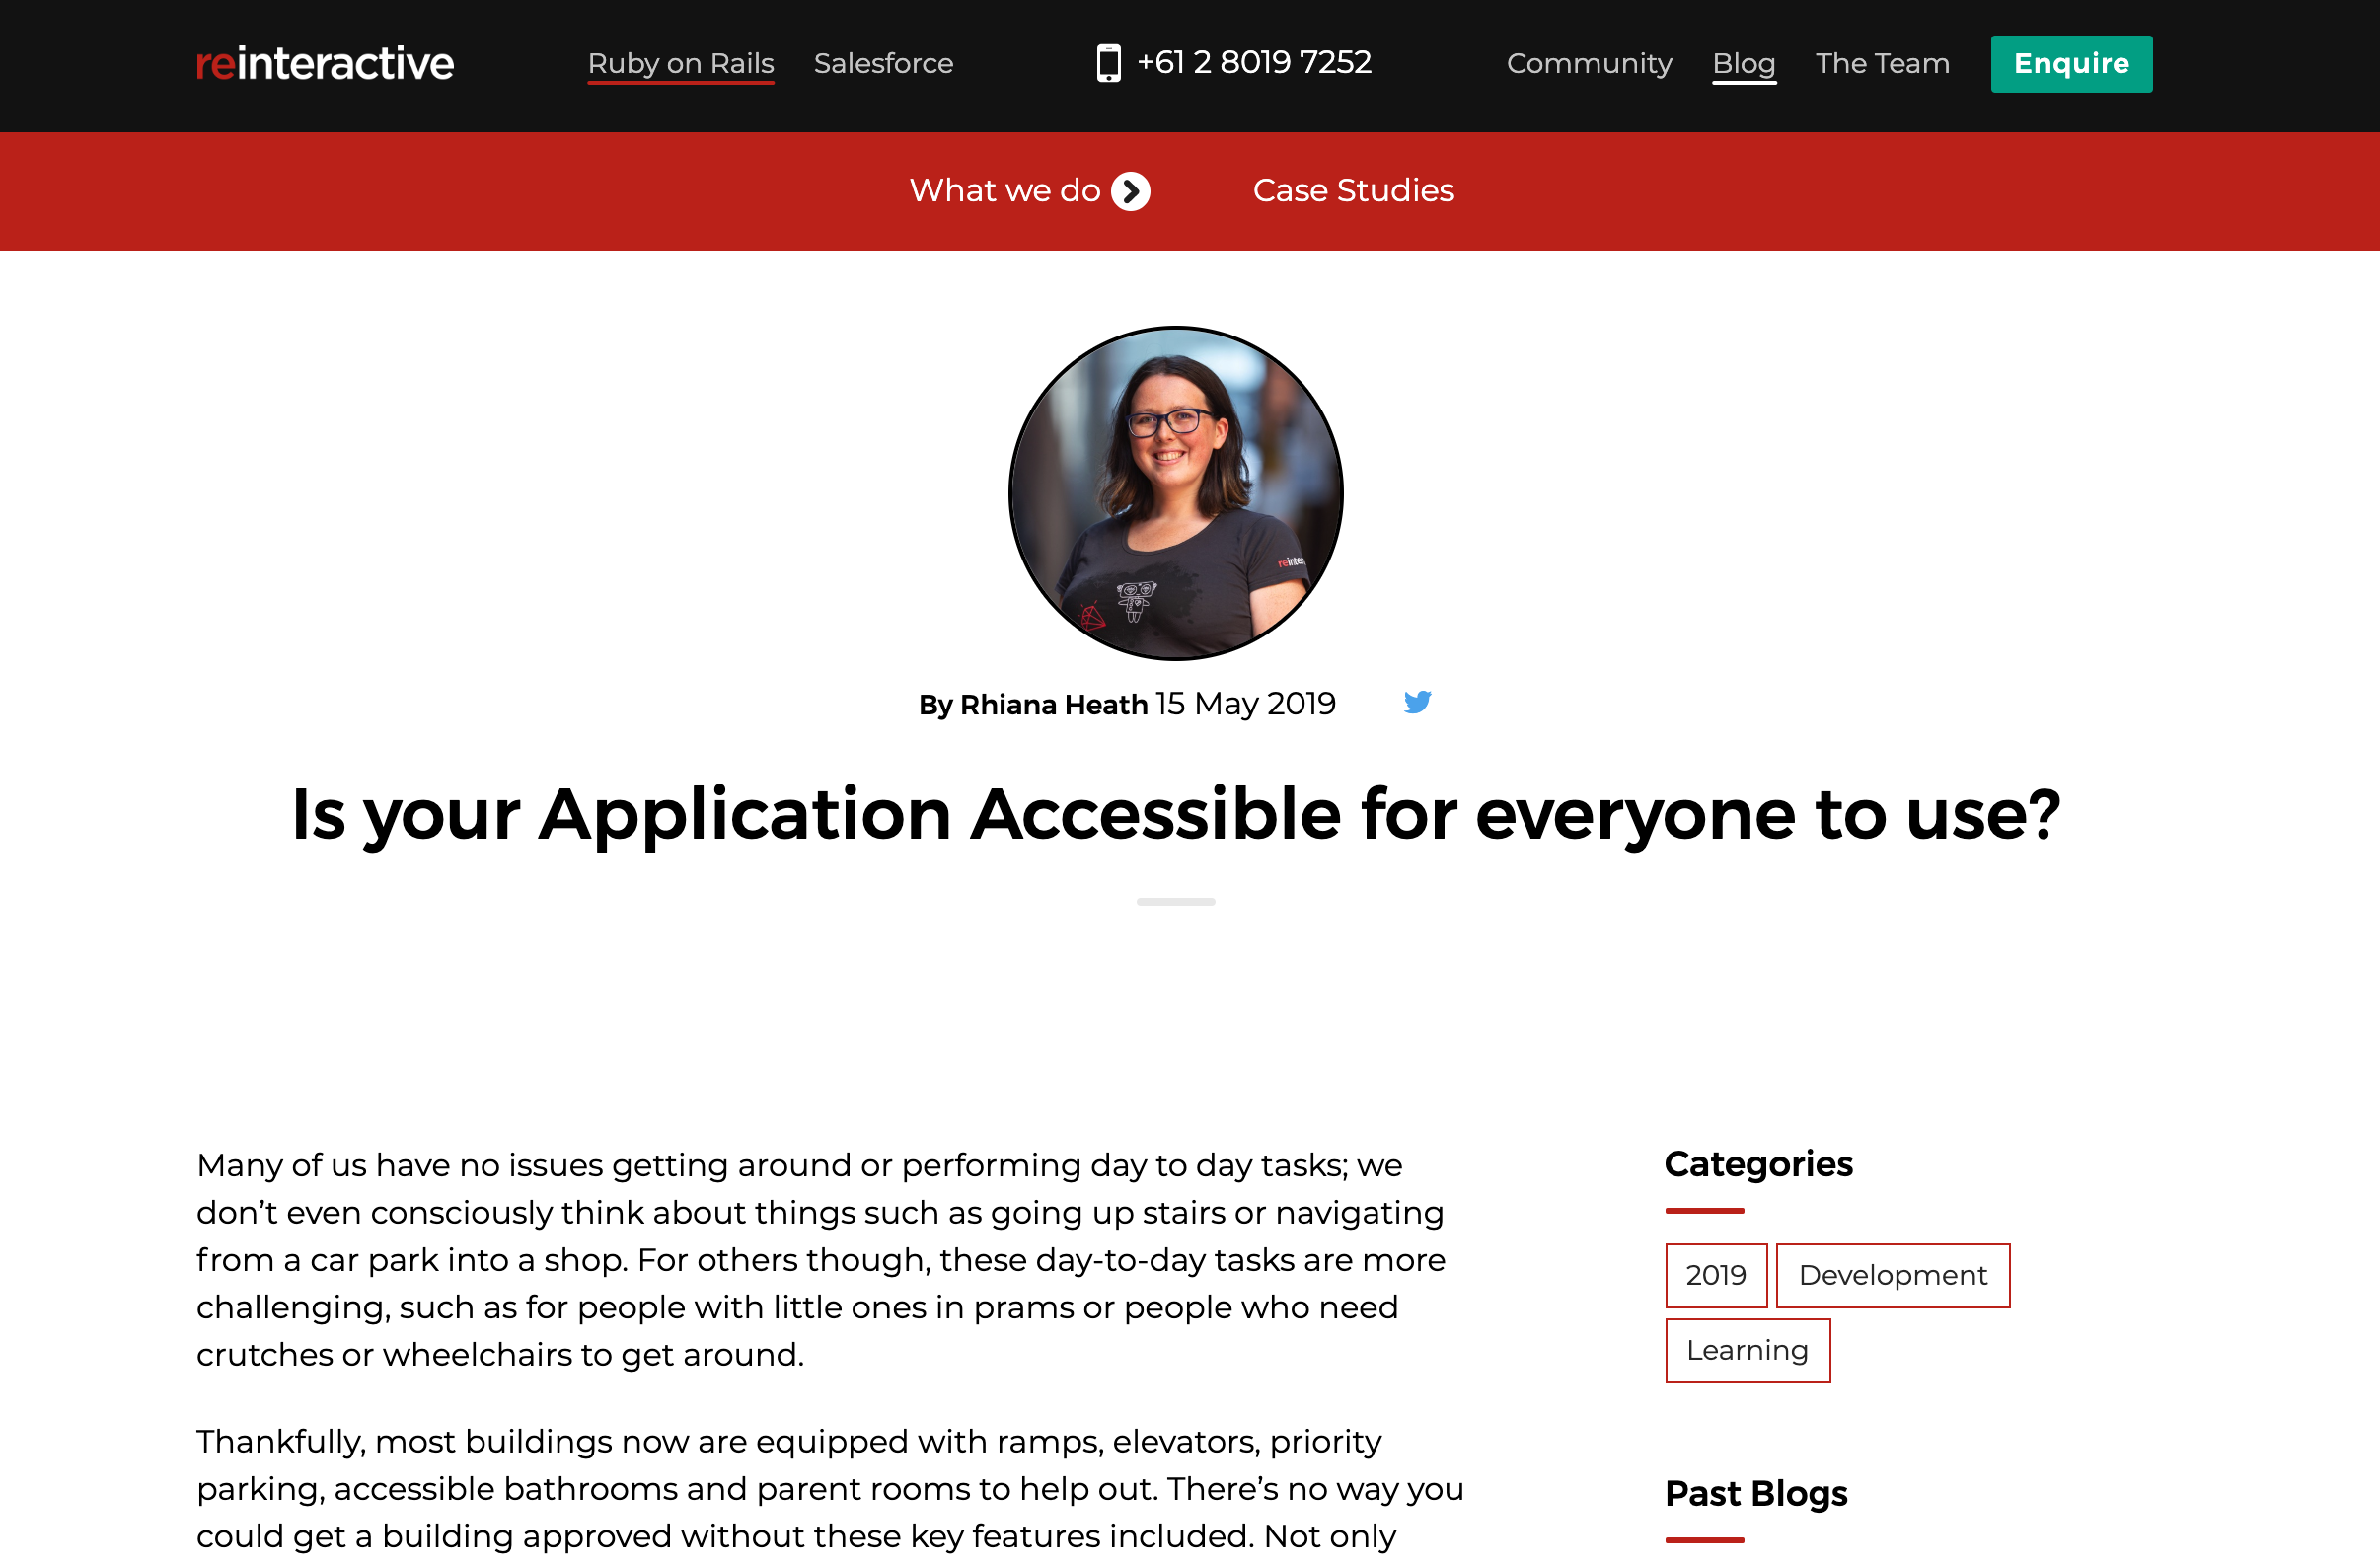 reinteractive
Ruby on Rails
Salesforce
+61 2 8019 7252
Community
Blog
The Team
Enquire
What we do
Case Studies
By Rhiana Heath 15 May 2019
Is your Application Accessible for everyone to use?
Many of us have no issues getting around or performing day to day tasks; we
don’t even consciously think about things such as going up stairs or navigating
from a car park into a shop. For others though, these day-to-day tasks are more
challenging, such as for people with little ones in prams or people who need
crutches or wheelchairs to get around.
Thankfully, most buildings now are equipped with ramps, elevators, priority
parking, accessible bathrooms and parent rooms to help out. There’s no way you
could get a building approved without these key features included. Not only
Categories
2019
Development
Learning
Past Blogs